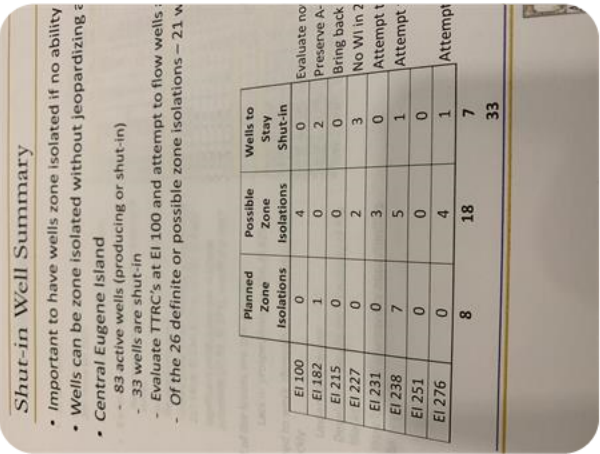 Shut-in Well Summary
• Important to have wells zone isolated if no ability
• Wells can be zone isolated without jeopardizing a
• Central Eugene Island
- 83 active wells (producing or shut-in)
- 33 wells are shut-in
- Evaluate TTRC's at EI 100 and attempt to flow wells
- Of the 26 definite or possible zone isolations – 21 w
Planned Zone Isolations Possible Zone Isolations Wells to Stay Shut-in
EI 100 0 4 0 Evaluate no
EI 182 1 0 2 Preserve A-
EI 215 0 0 0 Bring back
EI 227 0 2 3 No WI in 2
EI 231 0 3 0 Attempt t
EI 238 7 5 1 Attempt
EI 251 0 0 0
EI 276 0 4 1 Attempt
8 18 7
33